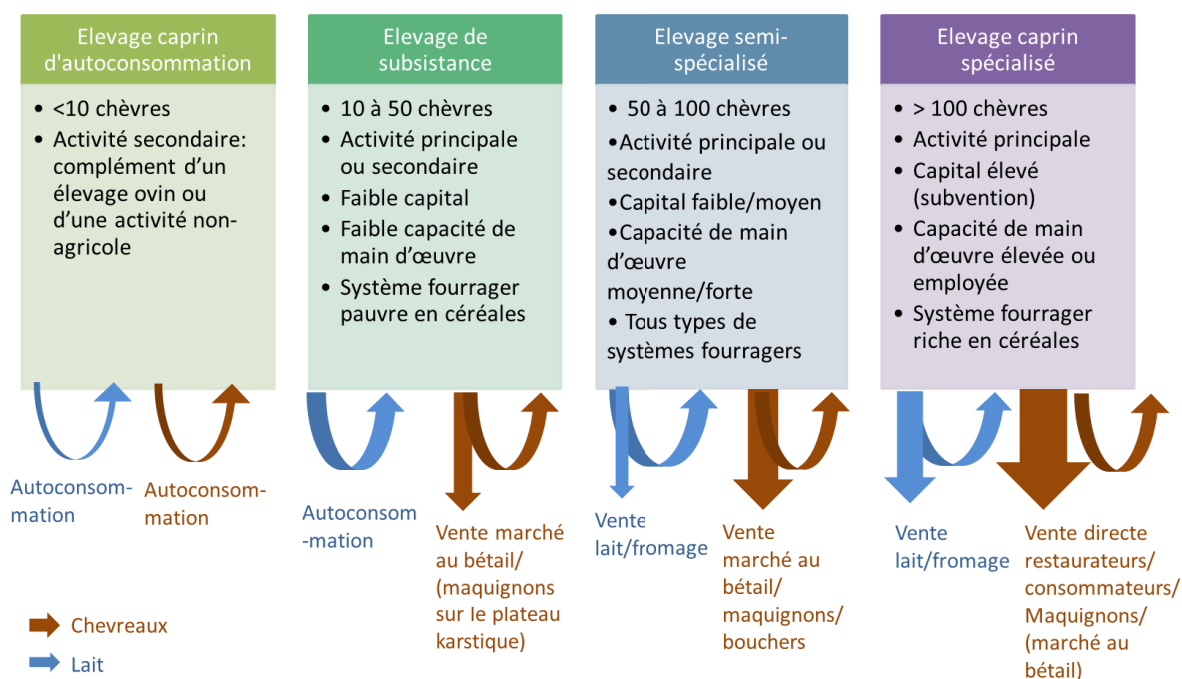 Elevage caprin
d'autoconsommation
• <10 chèvres
• Activité secondaire:
complément d'un
élevage ovin ou
d'une activité non-
agricole
Autoconsom-
mation
Autoconsom-
mation
Elevage de
subsistance
• 10 à 50 chèvres
• Activité principale
ou secondaire
• Faible capital
• Faible capacité de
main d'œuvre
• Système fourrager
pauvre en céréales
Autoconsom
-mation
Vente marché
au bétail/
(maquignons
sur le plateau
karstique)
Elevage semi-
spécialisé
• 50 à 100 chèvres
•Activité principale ou
secondaire
•Capital faible/moyen
•Capacité de main
d'œuvre
moyenne/forte
• Tous types de
systèmes fourragers
Vente
lait/fromage
Vente
marché au
bétail/
maquignons/
bouchers
Elevage caprin
spécialisé
• > 100 chèvres
• Activité principale
• Capital élevé
(subvention)
• Capacité de main
d'œuvre élevée ou
employée
• Système fourrager
riche en céréales
Vente
lait/fromage
Vente directe
restaurateurs/
consommateurs/
Maquignons/
(marché au
bétail)
Chevreaux
Lait